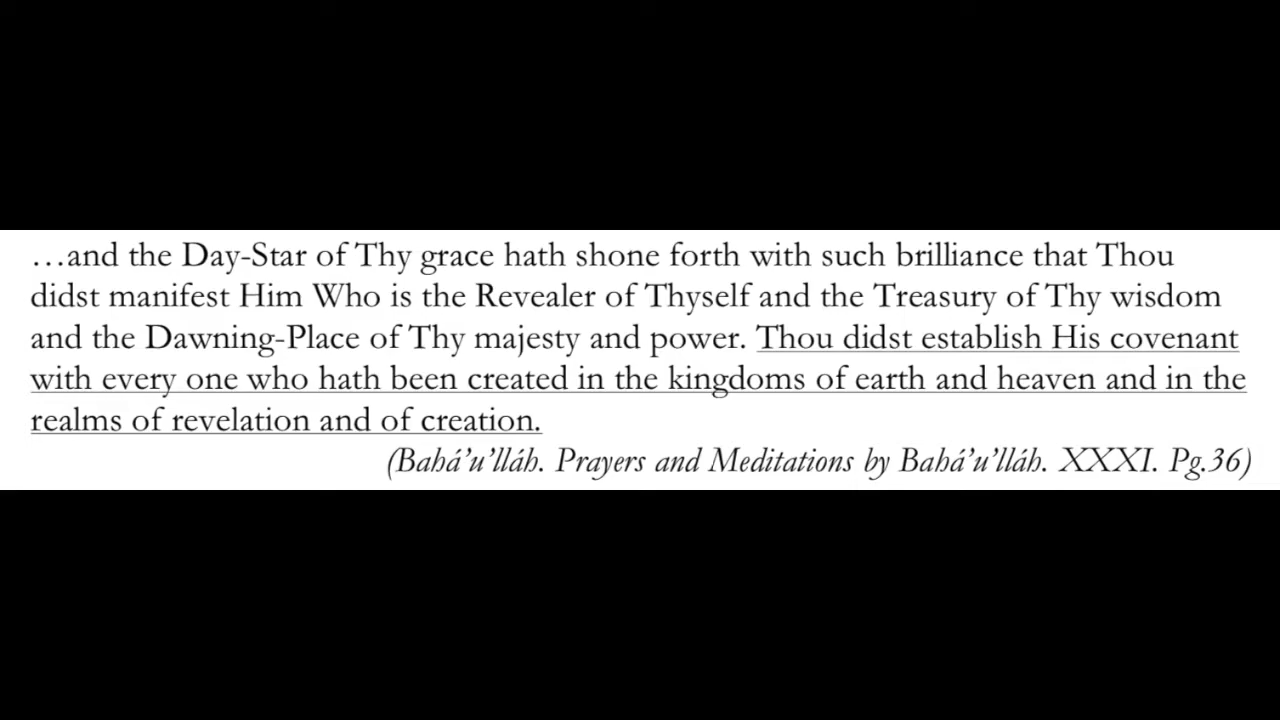 …and the Day-Star of Thy grace hath shone forth with such brilliance that Thou
didst manifest Him Who is the Revealer of Thyself and the Treasury of Thy wisdom
and the Dawning-Place of Thy majesty and power. Thou didst establish His covenant
with every one who hath been created in the kingdoms of earth and heaven and in the
realms of revelation and of creation.
(Bahá’u’lláh. Prayers and Meditations by Bahá’u’lláh. XXXI. Pg.36)